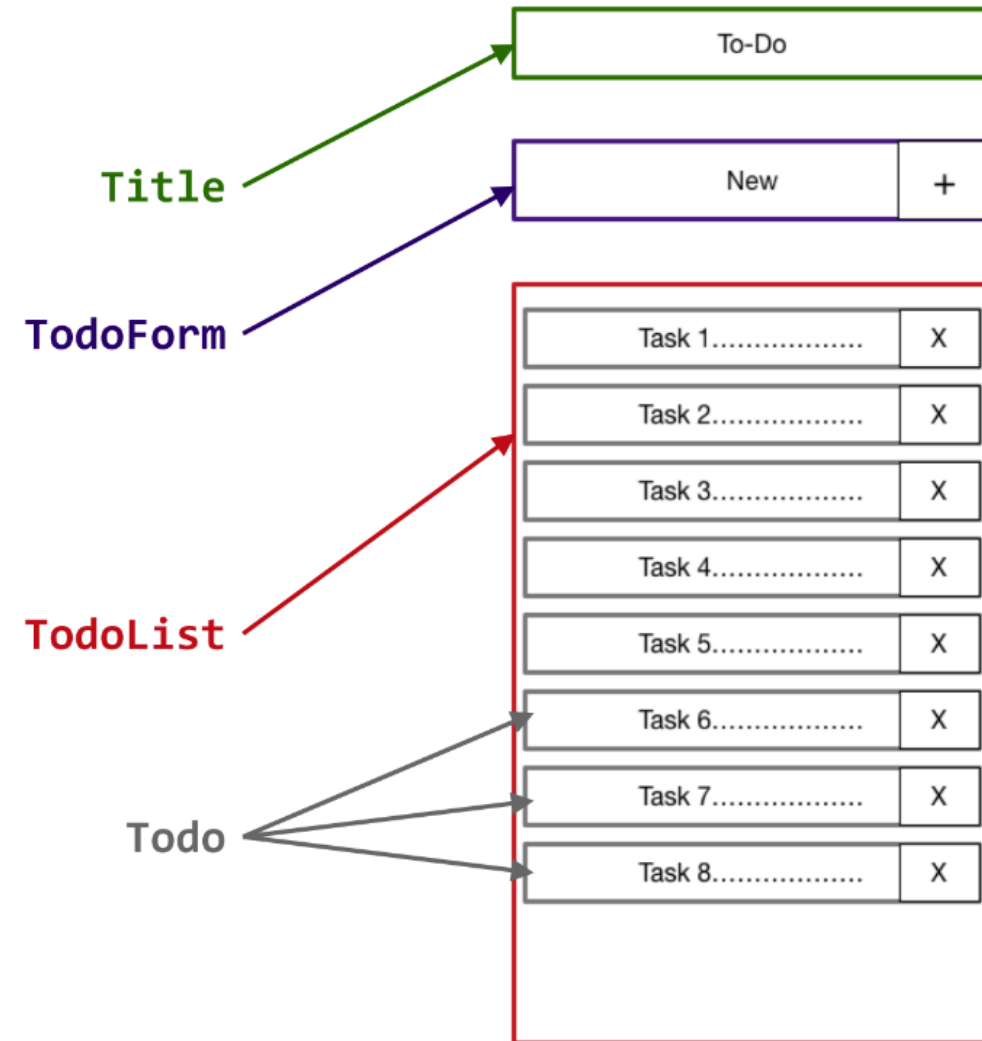 To-Do
Title
New +
TodoForm
Task 1................. X
Task 2................. X
Task 3................. X
Task 4................. X
Task 5................. X
TodoList
Task 6................. X
Task 7................. X
Task 8................. X
Todo